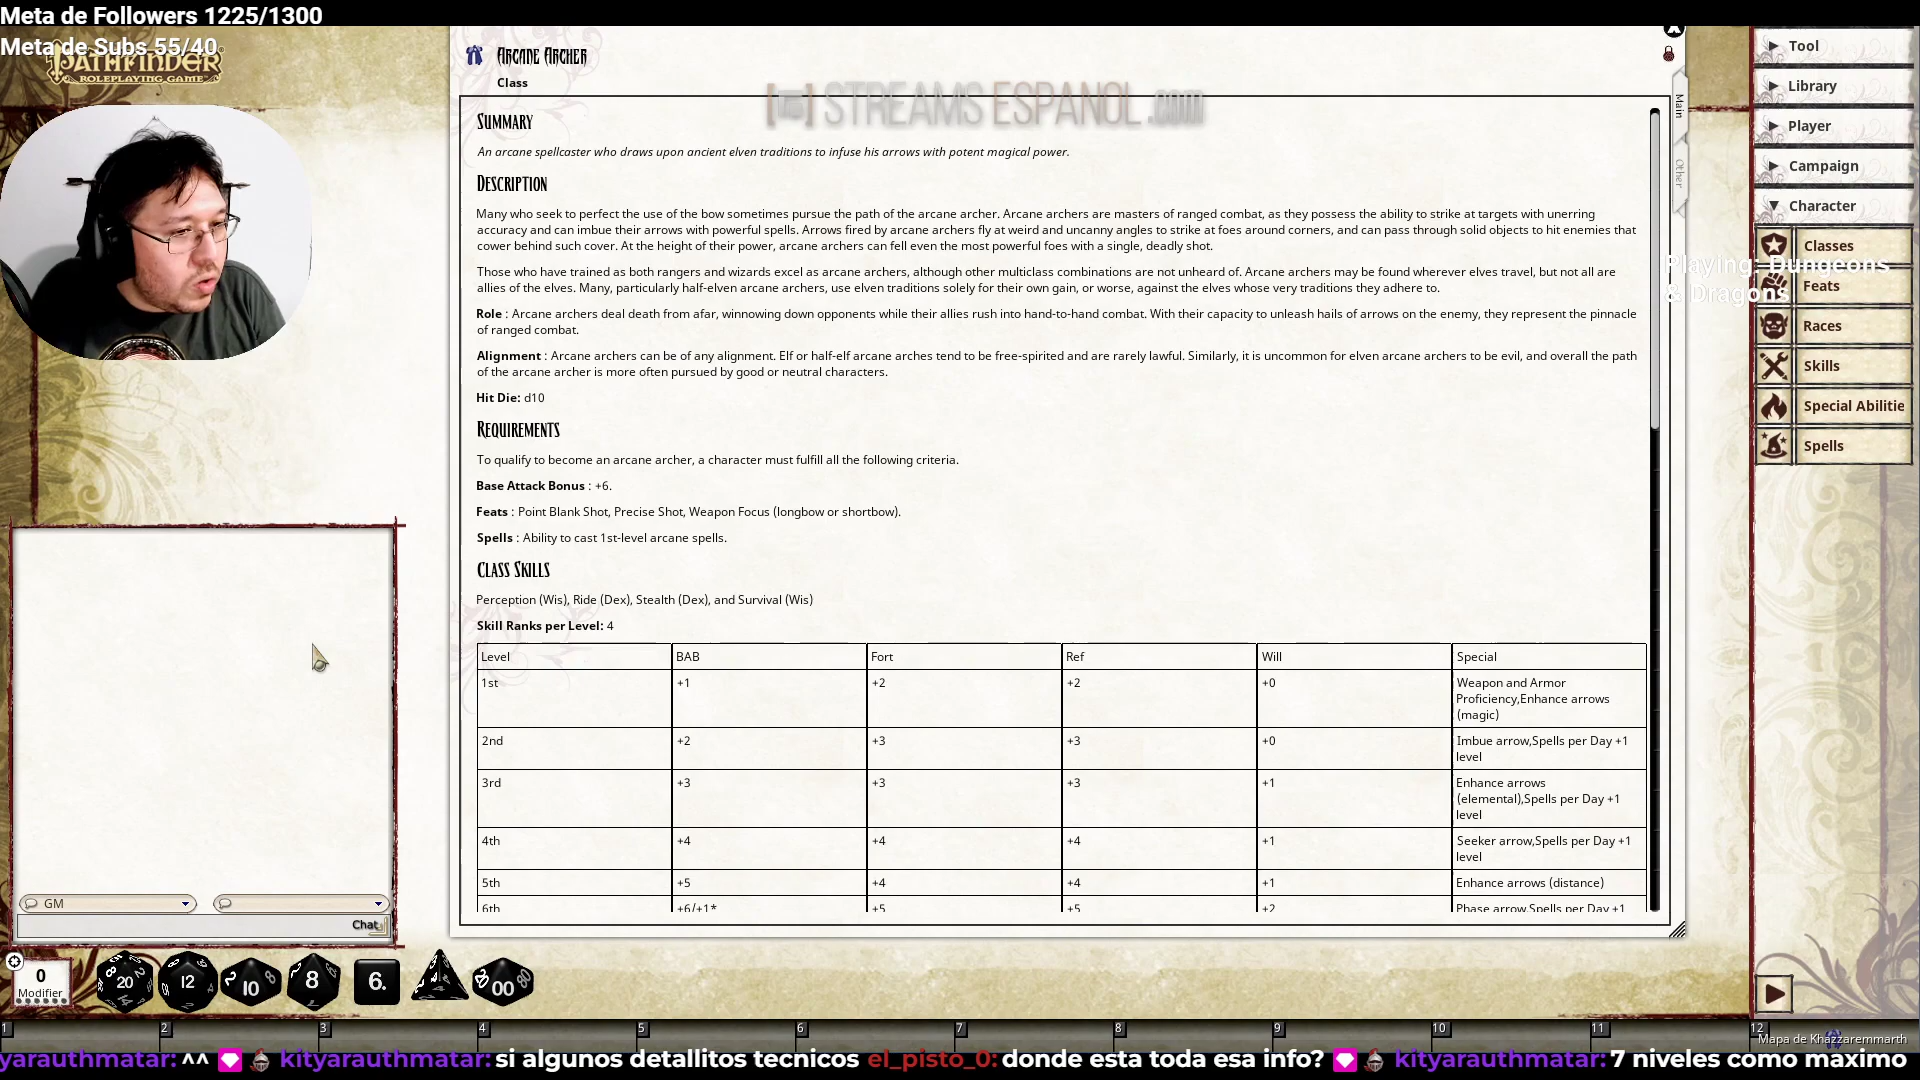 Meta de Followers 1225/1300
Meta de Subs 55/40
PATHFINDER
ROLEPLAYING GAME
Arcane Archer
Class
STREAMS ESPANOL.com
Summary
An arcane spellcaster who draws upon ancient elven traditions to infuse his arrows with potent magical power.
Description
Many who seek to perfect the use of the bow sometimes pursue the path of the arcane archer. Arcane archers are masters of ranged combat, as they possess the ability to strike at targets with unerring
accuracy and can imbue their arrows with powerful spells. Arrows fired by arcane archers fly at weird and uncanny angles to strike at foes around corners, and can pass through solid objects to hit enemies that
cower behind such cover. At the height of their power, arcane archers can fell even the most powerful foes with a single, deadly shot.
Those who have trained as both rangers and wizards excel as arcane archers, although other multiclass combinations are not unheard of. Arcane archers may be found wherever elves travel, but not all are
allies of the elves. Many, particularly half-elven arcane archers, use elven traditions solely for their own gain, or worse, against the elves whose very traditions they adhere to.
Role : Arcane archers deal death from afar, winnowing down opponents while their allies rush into hand-to-hand combat. With their capacity to unleash hails of arrows on the enemy, they represent the pinnacle
of ranged combat.
Alignment : Arcane archers can be of any alignment. Elf or half-elf arcane arches tend to be free-spirited and are rarely lawful. Similarly, it is uncommon for elven arcane archers to be evil, and overall the path
of the arcane archer is more often pursued by good or neutral characters.
Hit Die: d10
Requirements
To qualify to become an arcane archer, a character must fulfill all the following criteria.
Base Attack Bonus : +6.
Feats : Point Blank Shot, Precise Shot, Weapon Focus (longbow or shortbow).
Spells : Ability to cast 1st-level arcane spells.
Class Skills
Perception (Wis), Ride (Dex), Stealth (Dex), and Survival (Wis)
Skill Ranks per Level: 4
Level BAB Fort Ref Will Special
1st +1 +2 +2 +0 Weapon and Armor
Proficiency,Enhance arrows
(magic)
2nd +2 +3 +3 +0 Imbue arrow,Spells per Day +1
level
3rd +3 +3 +3 +1 Enhance arrows
(elemental),Spells per Day +1
level
4th +4 +4 +4 +1 Seeker arrow,Spells per Day +1
level
5th +5 +4 +4 +1 Enhance arrows (distance)
6th +6/+1* +5 +5 +2 Phase arrow,Spells per Day +1
Main
Other
Tool
Library
Player
Campaign
Character
Classes
Playing: Dungeons
& Dragons
Feats
Races
Skills
Special Abilitie
Spells
GM
Chat
0
Modifier
20 12 10 8 6. 00 80
1 2 3 4 5 6 7 8 9 10 11 12
Mapa de Khazzaremmarth
yarauthmatar: ^^ kityarauthmatar: si algunos detallitos tecnicos el_pisto_0: donde esta toda esa info? kityarauthmatar: 7 niveles como maximo